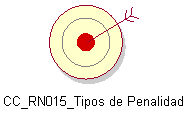 CC_RN015_Tipos de Penalidad